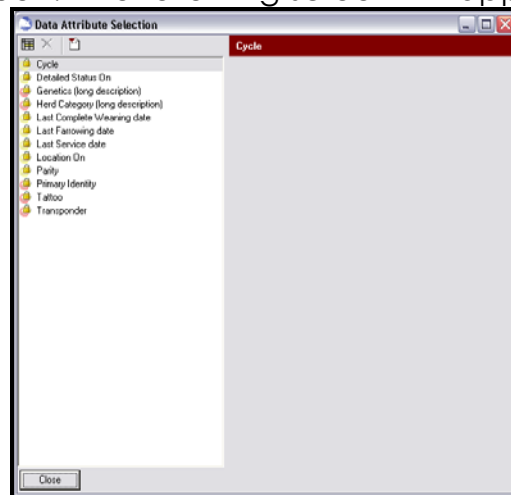 Data Attribute Selection
Cycle
Cycle
Detailed Status On
Genetics (long description)
Herd Category (long description)
Last Complete Weaning date
Last Farrowing date
Last Service date
Location On
Parity
Primary Identity
Tattoo
Transponder
Close